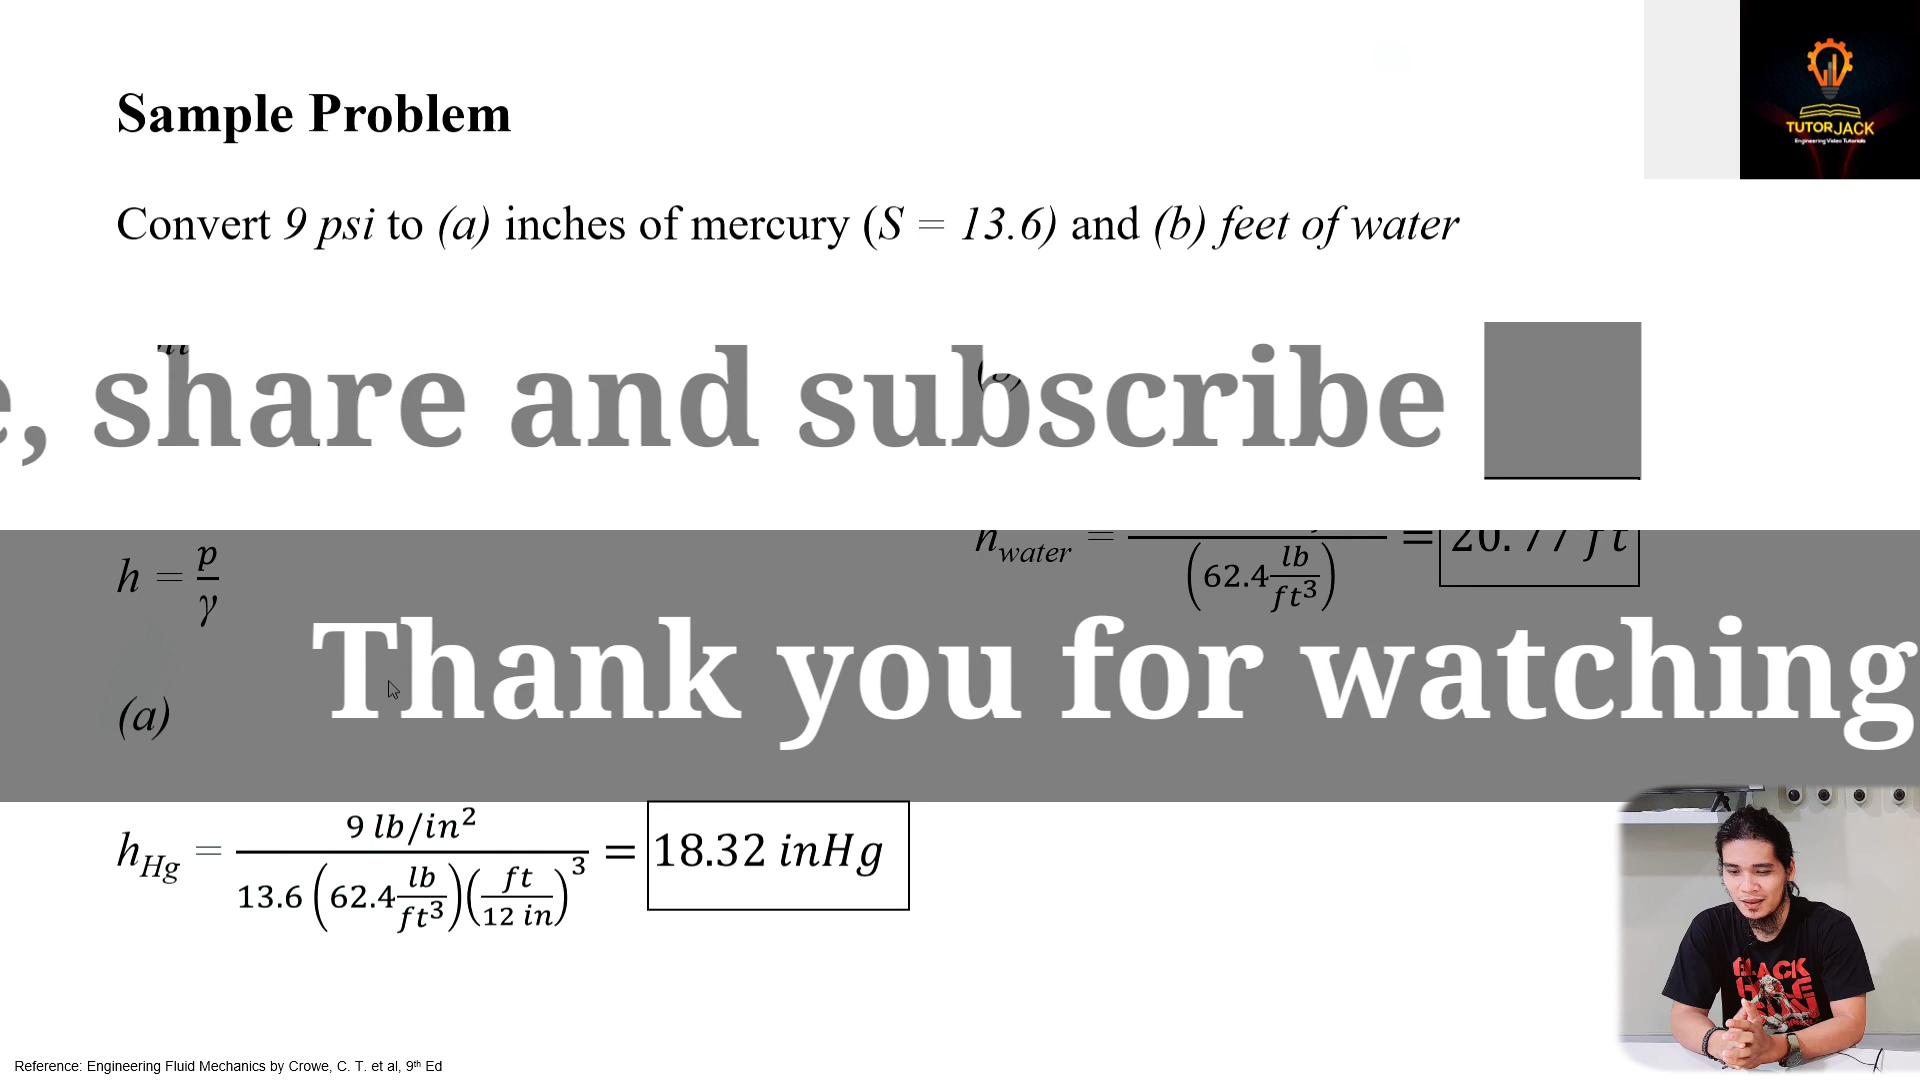 TUTORJACK
Engineering Video Tutorials
Sample Problem
Convert 9 psi to (a) inches of mercury (S = 13.6) and (b) feet of water
, share and subscribe
h = p/γ
h_water = / (62.4 lb/ft³) = 20.77 ft
Thank you for watching
(a)
h_Hg = 9 lb/in² / 13.6 (62.4 lb/ft³)(ft/12 in)³ = 18.32 inHg
BLACK
Reference: Engineering Fluid Mechanics by Crowe, C. T. et al, 9th Ed